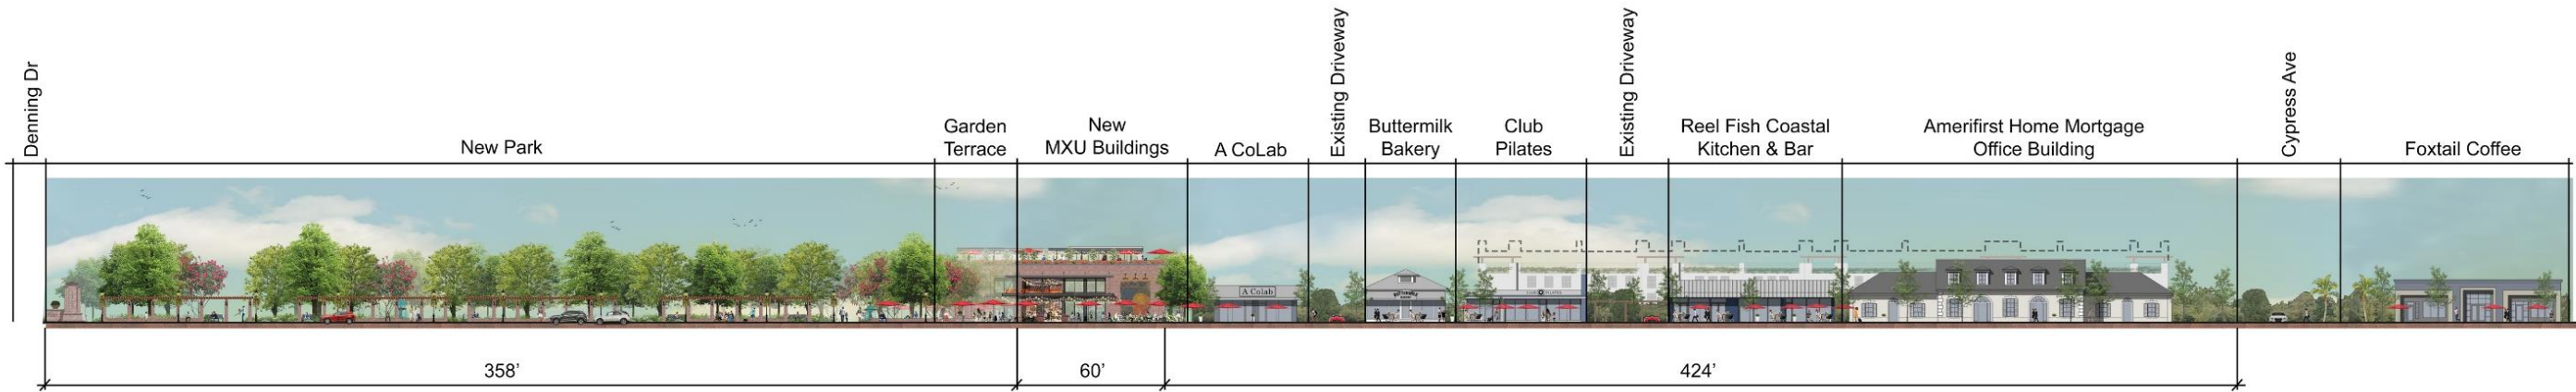 Denning Dr
New Park
Garden
Terrace
New
MXU Buildings
A CoLab
Existing Driveway
Buttermilk
Bakery
Club
Pilates
Existing Driveway
Reel Fish Coastal
Kitchen & Bar
Amerifirst Home Mortgage
Office Building
Cypress Ave
Foxtail Coffee
A Colab
358’
60’
424’